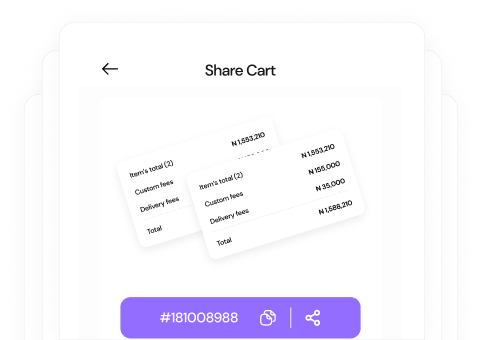 Share Cart
Item's total (2) ₦1,553,210
Custom fees
Delivery fees
Total
Item's total (2) ₦1,553,210
Custom fees ₦155,000
Delivery fees ₦35,000
Total ₦1,588,210
#181008988